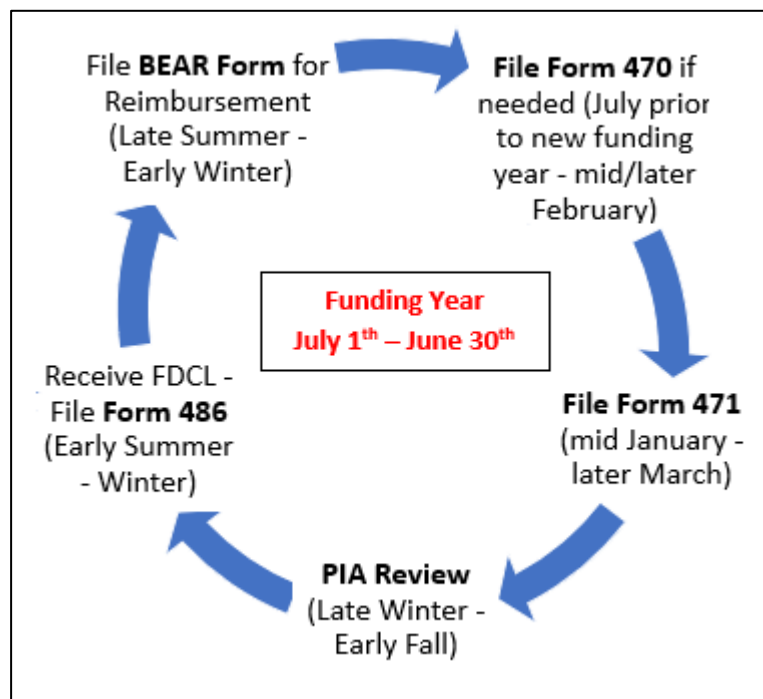 File BEAR Form for
Reimbursement
(Late Summer -
Early Winter)
File Form 470 if
needed (July prior
to new funding
year - mid/later
February)
Funding Year
July 1th – June 30th
File Form 471
(mid January -
later March)
PIA Review
(Late Winter -
Early Fall)
Receive FDCL -
File Form 486
(Early Summer
- Winter)